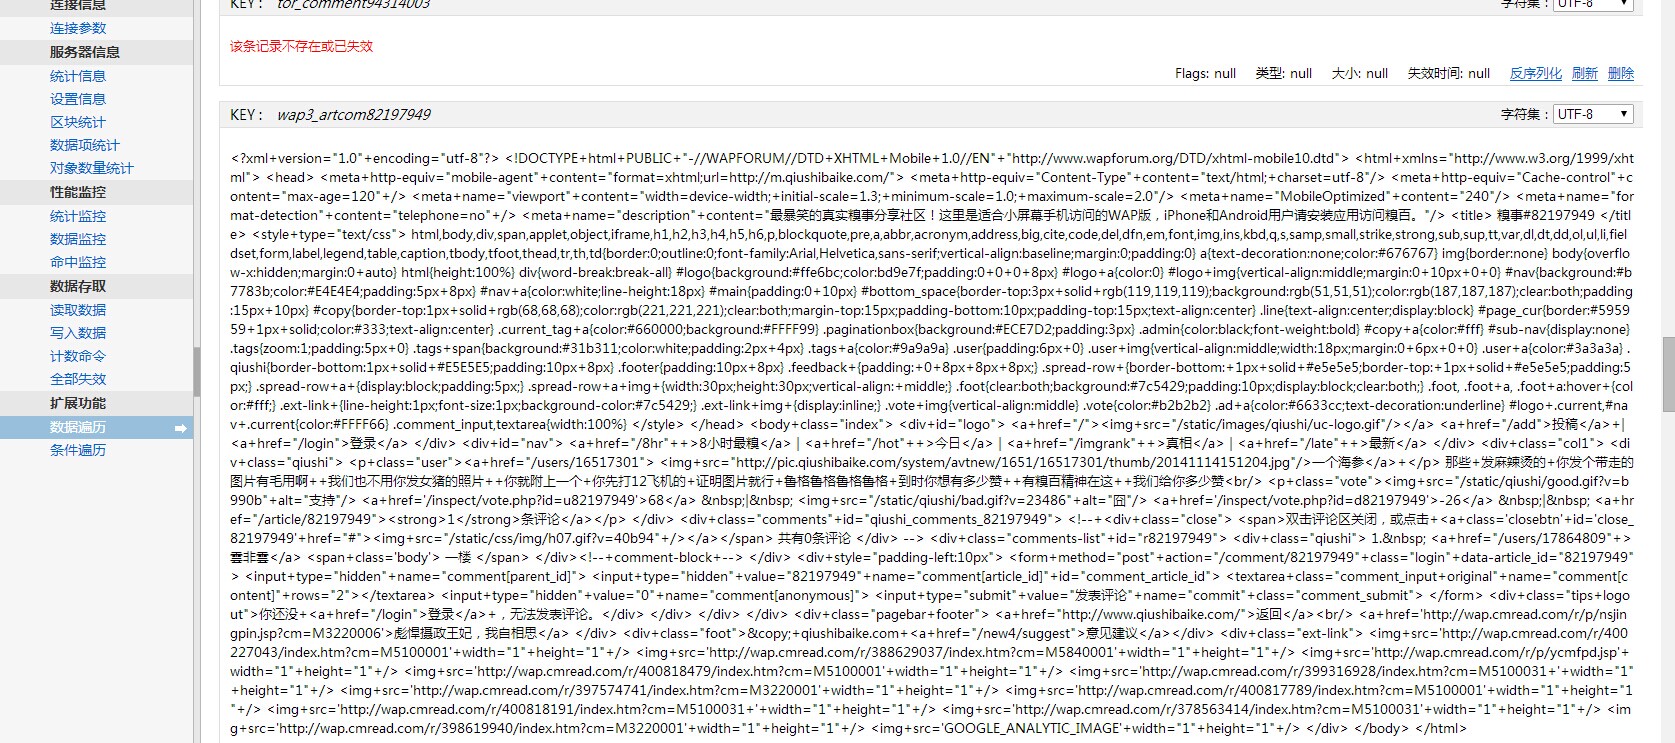 连接信息
连接参数
服务器信息
统计信息
设置信息
区块统计
数据项统计
对象数量统计
性能监控
统计监控
数据监控
命中监控
数据存取
读取数据
写入数据
计数命令
全部失效
扩展功能
数据遍历
条件遍历
KEY： tor_comment94314003 字符集：UTF-8
该条记录不存在或已失效
Flags: null 类型: null 大小: null 失效时间: null 反序列化 刷新 删除
KEY： wap3_artcom82197949 字符集：UTF-8
<?xml+version="1.0"+encoding="utf-8"?> <!DOCTYPE+html+PUBLIC+"-//WAPFORUM//DTD+XHTML+Mobile+1.0//EN"+"http://www.wapforum.org/DTD/xhtml-mobile10.dtd"> <html+xmlns="http://www.w3.org/1999/xht
ml"> <head> <meta+http-equiv="mobile-agent"+content="format=xhtml;url=http://m.qiushibaike.com/"> <meta+http-equiv="Content-Type"+content="text/html;+charset=utf-8"/> <meta+http-equiv="Cache-control"+c
ontent="max-age=120"+/> <meta+name="viewport"+content="width=device-width;+initial-scale=1.3;+minimum-scale=1.0;+maximum-scale=2.0"/> <meta+name="MobileOptimized"+content="240"/> <meta+name="for
mat-detection"+content="telephone=no"+/> <meta+name="description"+content="最暴笑的真实糗事分享社区！这里是适合小屏幕手机访问的WAP版，iPhone和Android用户请安装应用访问糗百。"/> <title> 糗事#82197949 </titl
e> <style+type="text/css"> html,body,div,span,applet,object,iframe,h1,h2,h3,h4,h5,h6,p,blockquote,pre,a,abbr,acronym,address,big,cite,code,del,dfn,em,font,img,ins,kbd,q,s,samp,small,strike,strong,sub,sup,tt,var,dl,dt,dd,ol,ul,li,field
set,form,label,legend,table,caption,tbody,tfoot,thead,tr,th,td{border:0;outline:0;font-family:Arial,Helvetica,sans-serif;vertical-align:baseline;margin:0;padding:0} a{text-decoration:none;color:#676767} img{border:none} body{overflo
w-x:hidden;margin:0+auto} html{height:100%} div{word-break:break-all} #logo{background:#ffe6bc;color:bd9e7f;padding:0+0+0+8px} #logo+a{color:0} #logo+img{vertical-align:middle;margin:0+10px+0+0} #nav{background:#b
7783b;color:#E4E4E4;padding:5px+8px} #nav+a{color:white;line-height:18px} #main{padding:0+10px} #bottom_space{border-top:3px+solid+rgb(119,119,119);background:rgb(51,51,51);color:rgb(187,187,187);clear:both;padding
:15px+10px} #copy{border-top:1px+solid+rgb(68,68,68);color:rgb(221,221,221);clear:both;margin-top:15px;padding-bottom:10px;padding-top:15px;text-align:center} .line{text-align:center;display:block} #page_cur{border:#5959
59+1px+solid;color:#333;text-align:center} .current_tag+a{color:#660000;background:#FFFF99} .paginationbox{background:#ECE7D2;padding:3px} .admin{color:black;font-weight:bold} #copy+a{color:#fff} #sub-nav{display:none}
.tags{zoom:1;padding:5px+0} .tags+span{background:#31b311;color:white;padding:2px+4px} .tags+a{color:#9a9a9a} .user{padding:6px+0} .user+img{vertical-align:middle;width:18px;margin:0+6px+0+0} .user+a{color:#3a3a3a} .
qiushi{border-bottom:1px+solid+#E5E5E5;padding:10px+8px} .footer{padding:10px+8px} .feedback+{padding:+0+8px+8px+8px;} .spread-row+{border-bottom:+1px+solid+#e5e5e5;border-top:+1px+solid+#e5e5e5;padding:5
px;} .spread-row+a+{display:block;padding:5px;} .spread-row+a+img+{width:30px;height:30px;vertical-align:+middle;} .foot{clear:both;background:#7c5429;padding:10px;display:block;clear:both;} .foot, .foot+a, .foot+a:hover+{co
lor:#fff;} .ext-link+{line-height:1px;font-size:1px;background-color:#7c5429;} .ext-link+img+{display:inline;} .vote+img{vertical-align:middle} .vote{color:#b2b2b2} .ad+a{color:#6633cc;text-decoration:underline} #logo+.current,#na
v+.current{color:#FFFF66} .comment_input,textarea{width:100%} </style> </head> <body+class="index"> <div+id="logo"> <a+href="/"><img+src="/static/images/qiushi/uc-logo.gif"/></a> <a+href="/add">投稿</a>+|
<a+href="/login">登录</a> </div> <div+id="nav"> <a+href="/8hr"++>8小时最糗</a>｜<a+href="/hot"++>今日</a>｜<a+href="/imgrank"++>真相</a>｜<a+href="/late"++>最新</a> </div> <div+class="col1"> <di
v+class="qiushi"> <p+class="user"><a+href="/users/16517301"> <img+src="http://pic.qiushibaike.com/system/avtnew/1651/16517301/thumb/20141114151204.jpg"/>一个海参</a>+</p> 那些+发麻辣烫的+你发个带走的
图片有毛用啊++我们也不用你发女猪的照片++你就附上一个+你先打12飞机的+证明图片就行+鲁格鲁格鲁格鲁格+到时你想有多少赞++有糗百精神在这++我们给你多少赞<br/> <p+class="vote"><img+src="/static/qiushi/good.gif?v=b
990b"+alt="支持"/> <a+href='/inspect/vote.php?id=u82197949'>68</a> &nbsp;|&nbsp; <img+src="/static/qiushi/bad.gif?v=23486"+alt="囧"/> <a+href='/inspect/vote.php?id=d82197949'>-26</a> &nbsp;|&nbsp; <a+hr
ef="/article/82197949"><strong>1</strong>条评论</a></p> </div> <div+class="comments"+id="qiushi_comments_82197949"> <!--+<div+class="close"> <span>双击评论区关闭，或点击+<a+class='closebtn'+id='close_
82197949'+href="#"><img+src="/static/css/img/h07.gif?v=40b94"+/></a></span> 共有0条评论 </div> --> <div+class="comments-list"+id="r82197949"> <div+class="qiushi"> 1.&nbsp; <a+href="/users/17864809"+>
非</a> <span+class='body'> 一楼 </span> </div><!--+comment-block+--> </div> <div+style="padding-left:10px"> <form+method="post"+action="/comment/82197949"+class="login"+data-article_id="82197949"
> <input+type="hidden"+name="comment[parent_id]"> <input+type="hidden"+value="82197949"+name="comment[article_id]"+id="comment_article_id"> <textarea+class="comment_input+original"+name="comment[co
ntent]"+rows="2"></textarea> <input+type="hidden"+value="0"+name="comment[anonymous]"> <input+type="submit"+value="发表评论"+name="commit"+class="comment_submit"> </form> <div+class="tips+logo
ut">你还没+<a+href="/login">登录</a>+，无法发表评论。</div> </div> </div> </div> <div+class="pagebar+footer"> <a+href="http://www.qiushibaike.com/">返回</a><br/> <a+href='http://wap.cmread.com/r/p/nsjin
gpin.jsp?cm=M3220006'>彪悍摄政王妃，我自相思</a> </div> <div+class="foot">&copy;+qiushibaike.com+<a+href="/new4/suggest">意见建议</a></div> <div+class="ext-link"> <img+src='http://wap.cmread.com/r/400
227043/index.htm?cm=M5100001'+width="1"+height="1"+/> <img+src='http://wap.cmread.com/r/388629037/index.htm?cm=M5840001'+width="1"+height="1"+/> <img+src='http://wap.cmread.com/r/p/ycmfpd.jsp'+
width="1"+height="1"+/> <img+src='http://wap.cmread.com/r/400818479/index.htm?cm=M5100001'+width="1"+height="1"+/> <img+src='http://wap.cmread.com/r/399316928/index.htm?cm=M5100031+'+width="1"
+height="1"+/> <img+src='http://wap.cmread.com/r/397574741/index.htm?cm=M3220001'+width="1"+height="1"+/> <img+src='http://wap.cmread.com/r/400817789/index.htm?cm=M5100001'+width="1"+height="1
"+/> <img+src='http://wap.cmread.com/r/400818191/index.htm?cm=M5100031+'+width="1"+height="1"+/> <img+src='http://wap.cmread.com/r/378563414/index.htm?cm=M5100031'+width="1"+height="1"+/> <im
g+src='http://wap.cmread.com/r/398619940/index.htm?cm=M3220001'+width="1"+height="1"+/> <img+src='GOOGLE_ANALYTIC_IMAGE'+width="1"+height="1"+/> </div> </body> </html>